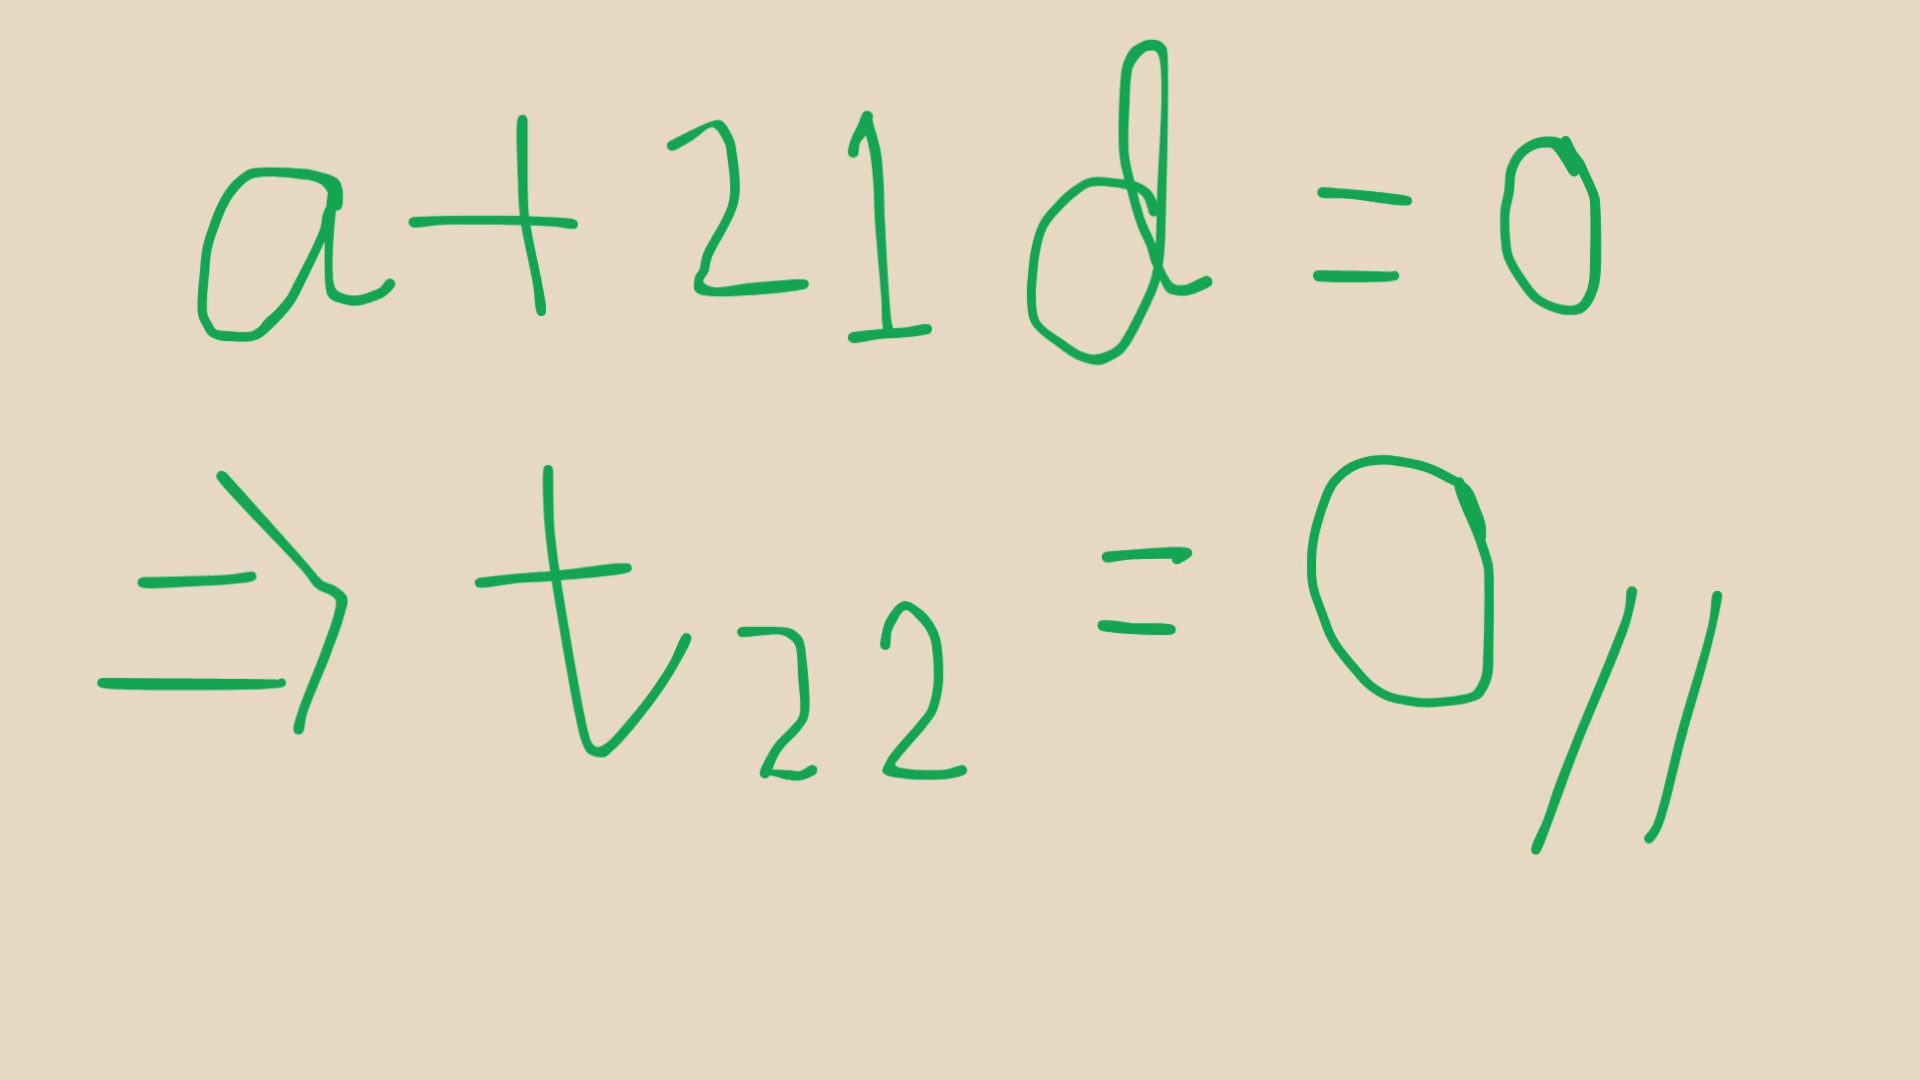 a + 21d = 0
⇒ t₂₂ = 0//